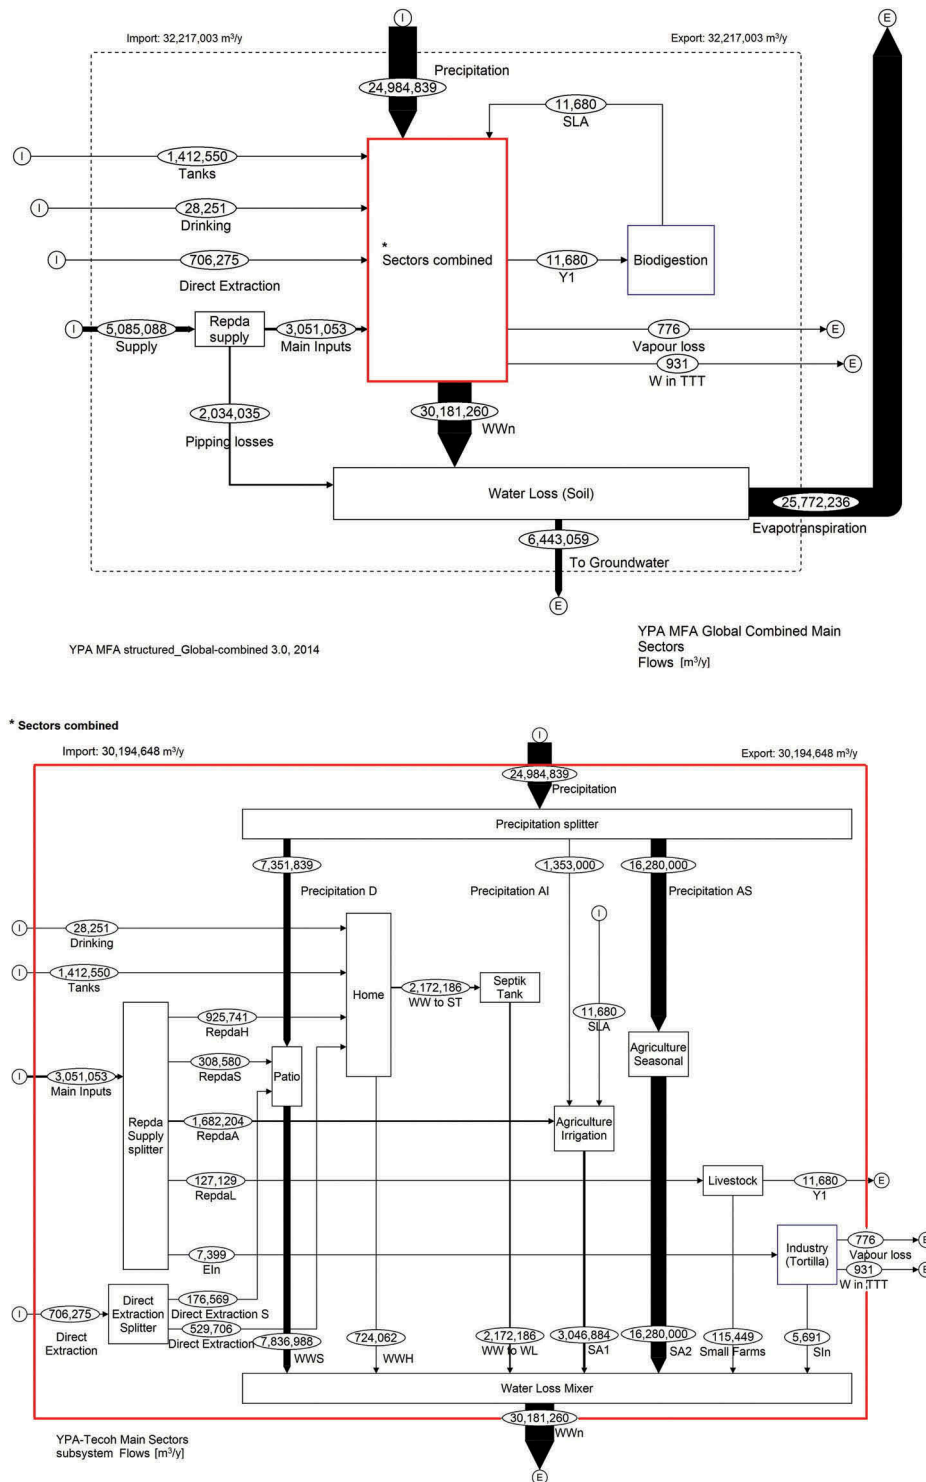 I
E
Import: 32,217,003 m³/y
Export: 32,217,003 m³/y
Precipitation
24,984,839
11,680
SLA
I
1,412,550
Tanks
I
28,251
Drinking
*
Sectors combined
11,680
Y1
Biodigestion
I
706,275
Direct Extraction
I
5,085,088
Supply
Repda
supply
3,051,053
Main Inputs
776
Vapour loss
E
931
W in TTT
E
2,034,035
Pipping losses
30,181,260
WWn
Water Loss (Soil)
25,772,236
Evapotranspiration
6,443,059
To Groundwater
E
YPA MFA structured_Global-combined 3.0, 2014
YPA MFA Global Combined Main
Sectors
Flows [m³/y]
* Sectors combined
Import: 30,194,648 m³/y
I
Export: 30,194,648 m³/y
24,984,839
Precipitation
Precipitation splitter
7,351,839
1,353,000
16,280,000
Precipitation D
Precipitation AI
Precipitation AS
I
28,251
Drinking
I
I
1,412,550
Tanks
Home
2,172,186
WW to ST
Septik
Tank
925,741
RepdaH
11,680
SLA
308,580
RepdaS
Patio
Agriculture
Seasonal
I
3,051,053
Main Inputs
Repda
Supply
splitter
1,682,204
RepdaA
Agriculture
Irrigation
127,129
RepdaL
Livestock
11,680
Y1
E
7,399
EIn
Industry
(Tortilla)
776
Vapour loss
E
931
W in TTT
E
I
706,275
Direct
Extraction
Direct
Extraction
Splitter
176,569
Direct Extraction S
529,706
Direct Extraction
7,836,988
WWS
724,062
WWH
2,172,186
WW to WL
3,046,884
SA1
16,280,000
SA2
115,449
Small Farms
5,691
SIn
Water Loss Mixer
30,181,260
WWn
E
YPA-Tecoh Main Sectors
subsystem Flows [m³/y]